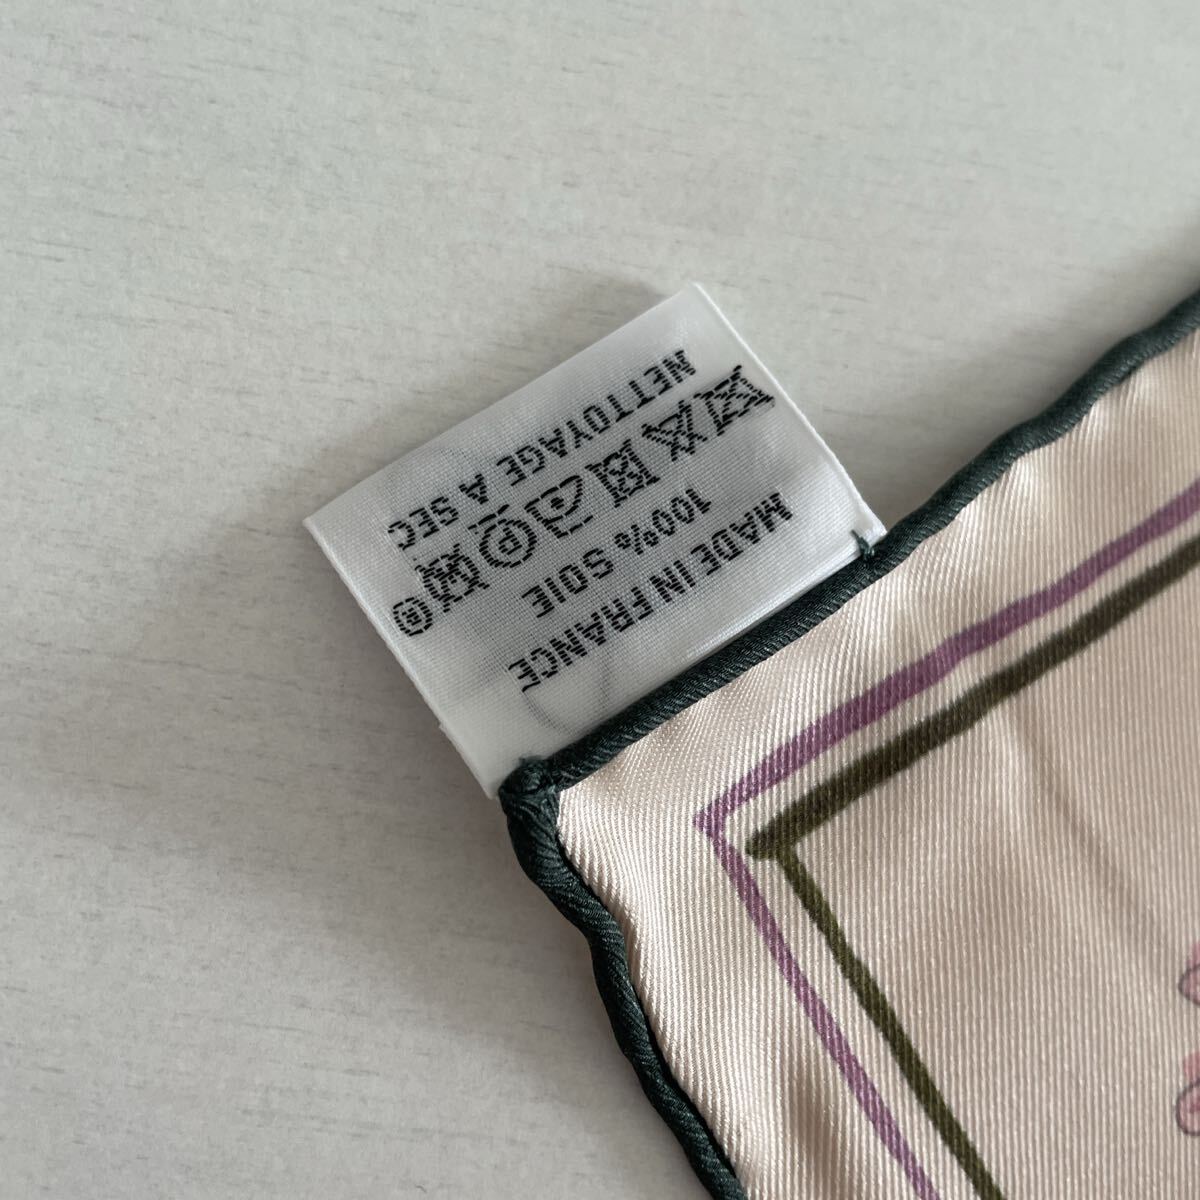 MADE IN FRANCE
100% SOIE
P
NETTOYAGE A SEC
®